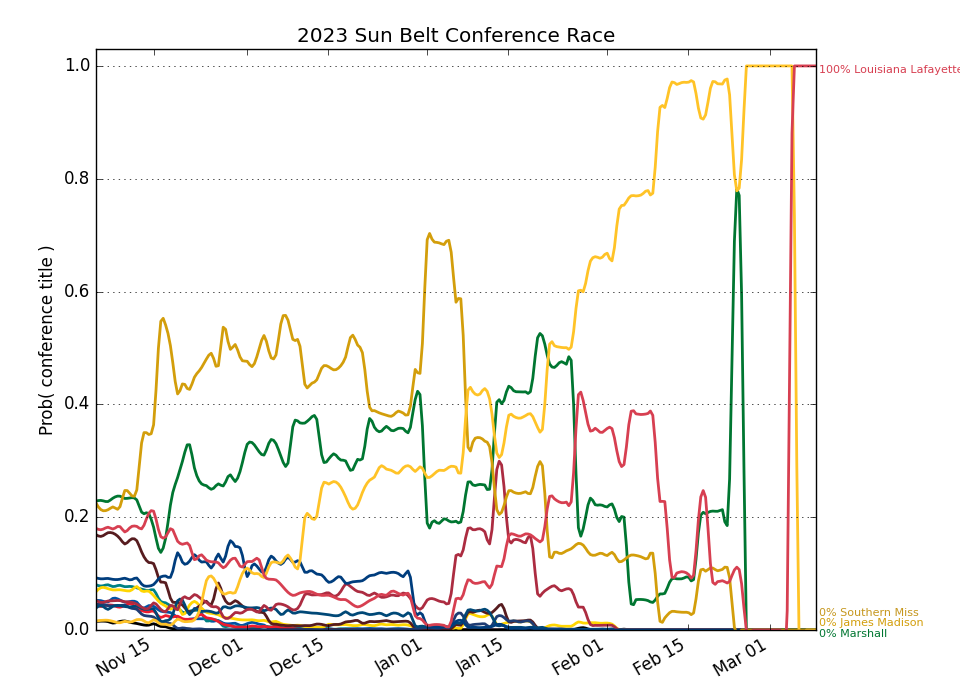 2023 Sun Belt Conference Race
Prob( conference title )
1.0
0.8
0.6
0.4
0.2
0.0
Nov 15
Dec 01
Dec 15
Jan 01
Jan 15
Feb 01
Feb 15
Mar 01
100% Louisiana Lafayette
0% Southern Miss
0% James Madison
0% Marshall